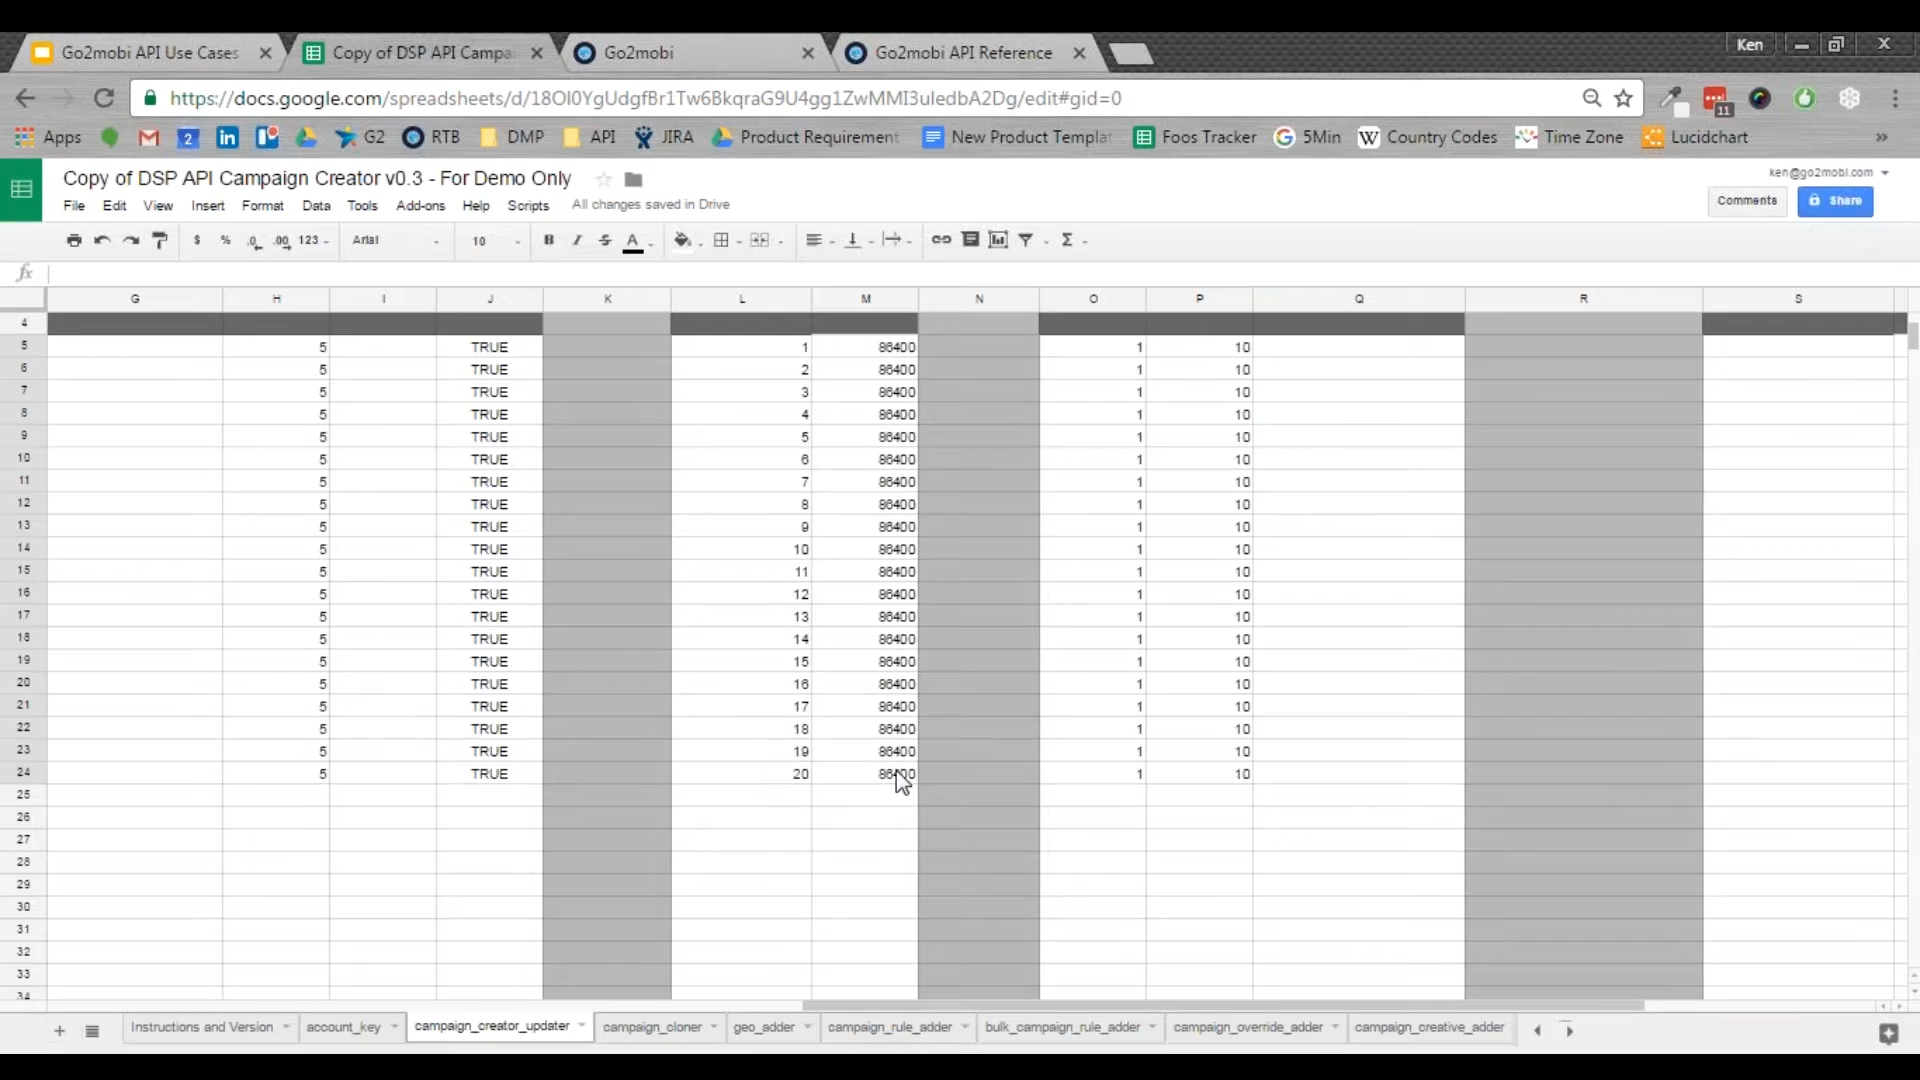 Go2mobi API Use Cases
Copy of DSP API Campa
Go2mobi
Go2mobi API Reference
Ken
https://docs.google.com/spreadsheets/d/18OI0YgUdgfBr1Tw6BkqraG9U4gg1ZwMMI3uledbA2Dg/edit#gid=0
11
Apps
2
in
G2
RTB
DMP
API
JIRA
Product Requirement
New Product Templat
Foos Tracker
5Min
Country Codes
Time Zone
Lucidchart
»
Copy of DSP API Campaign Creator v0.3 - For Demo Only
ken@go2mobi.com
File Edit View Insert Format Data Tools Add-ons Help Scripts All changes saved in Drive
Comments
Share
$ % .0 .00 123 Arial 10 B I S A Σ
fx
G H I J K L M N O P Q R S
4
5 5 TRUE 1 86400 1 10
6 5 TRUE 2 86400 1 10
7 5 TRUE 3 86400 1 10
8 5 TRUE 4 86400 1 10
9 5 TRUE 5 86400 1 10
10 5 TRUE 6 86400 1 10
11 5 TRUE 7 86400 1 10
12 5 TRUE 8 86400 1 10
13 5 TRUE 9 86400 1 10
14 5 TRUE 10 86400 1 10
15 5 TRUE 11 86400 1 10
16 5 TRUE 12 86400 1 10
17 5 TRUE 13 86400 1 10
18 5 TRUE 14 86400 1 10
19 5 TRUE 15 86400 1 10
20 5 TRUE 16 86400 1 10
21 5 TRUE 17 86400 1 10
22 5 TRUE 18 86400 1 10
23 5 TRUE 19 86400 1 10
24 5 TRUE 20 86400 1 10
25
26
27
28
29
30
31
32
33
34
+ Instructions and Version account_key campaign_creator_updater campaign_cloner geo_adder campaign_rule_adder bulk_campaign_rule_adder campaign_override_adder campaign_creative_adder